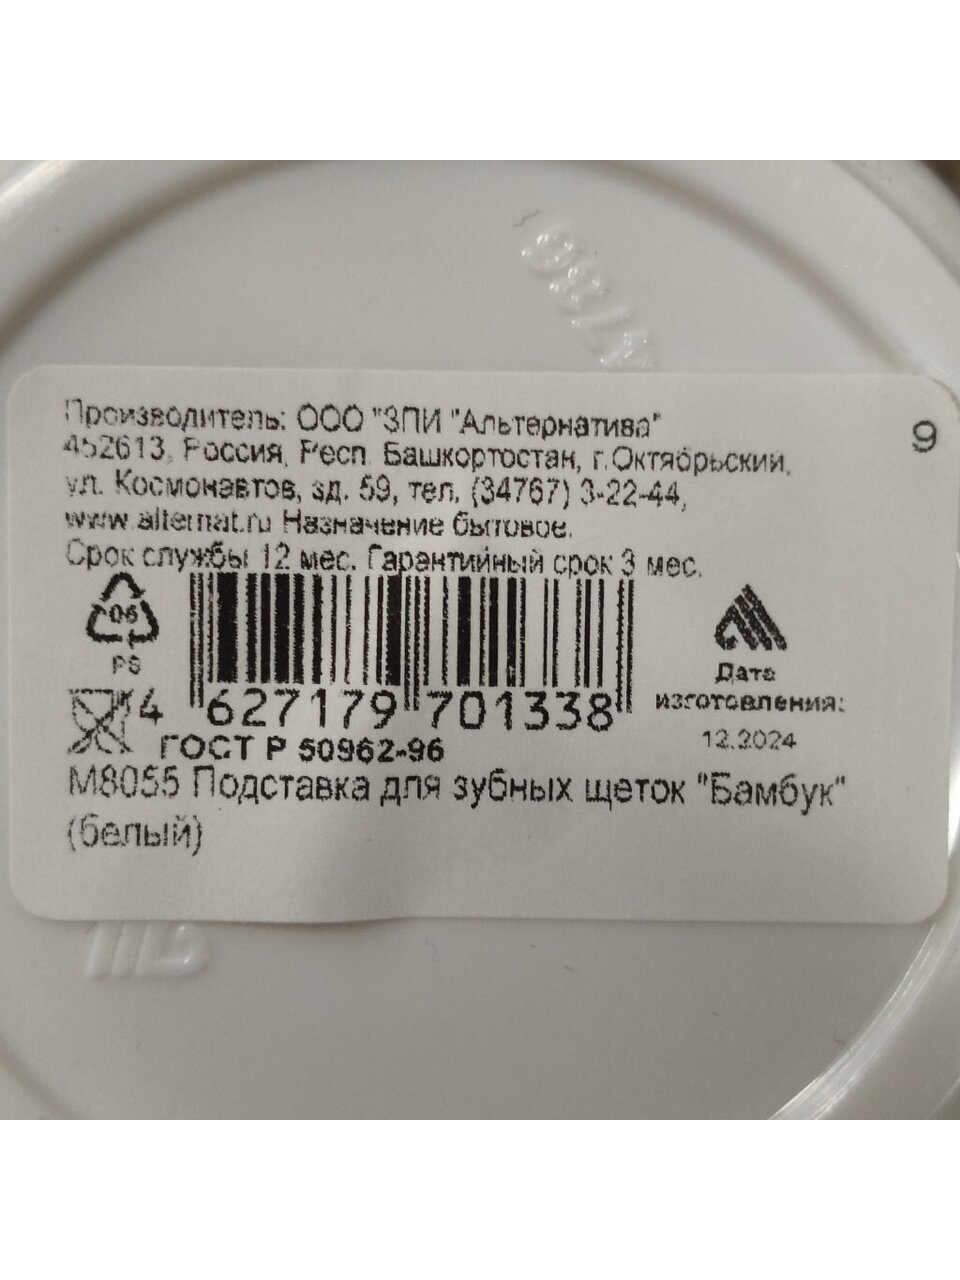 Производитель: ООО "ЗПИ "Альтернатива"
9
452613, Россия, Респ. Башкортостан, г.Октябрьский,
ул. Космонавтов, зд. 59, тел. (34767) 3-22-44,
www.alternat.ru Назначение бытовое.
Срок службы 12 мес. Гарантийный срок 3 мес.
06
PS
4 627179 701338
Дата
изготовления:
12.2024
ГОСТ Р 50962-96
М8055 Подставка для зубных щеток "Бамбук"
(белый)